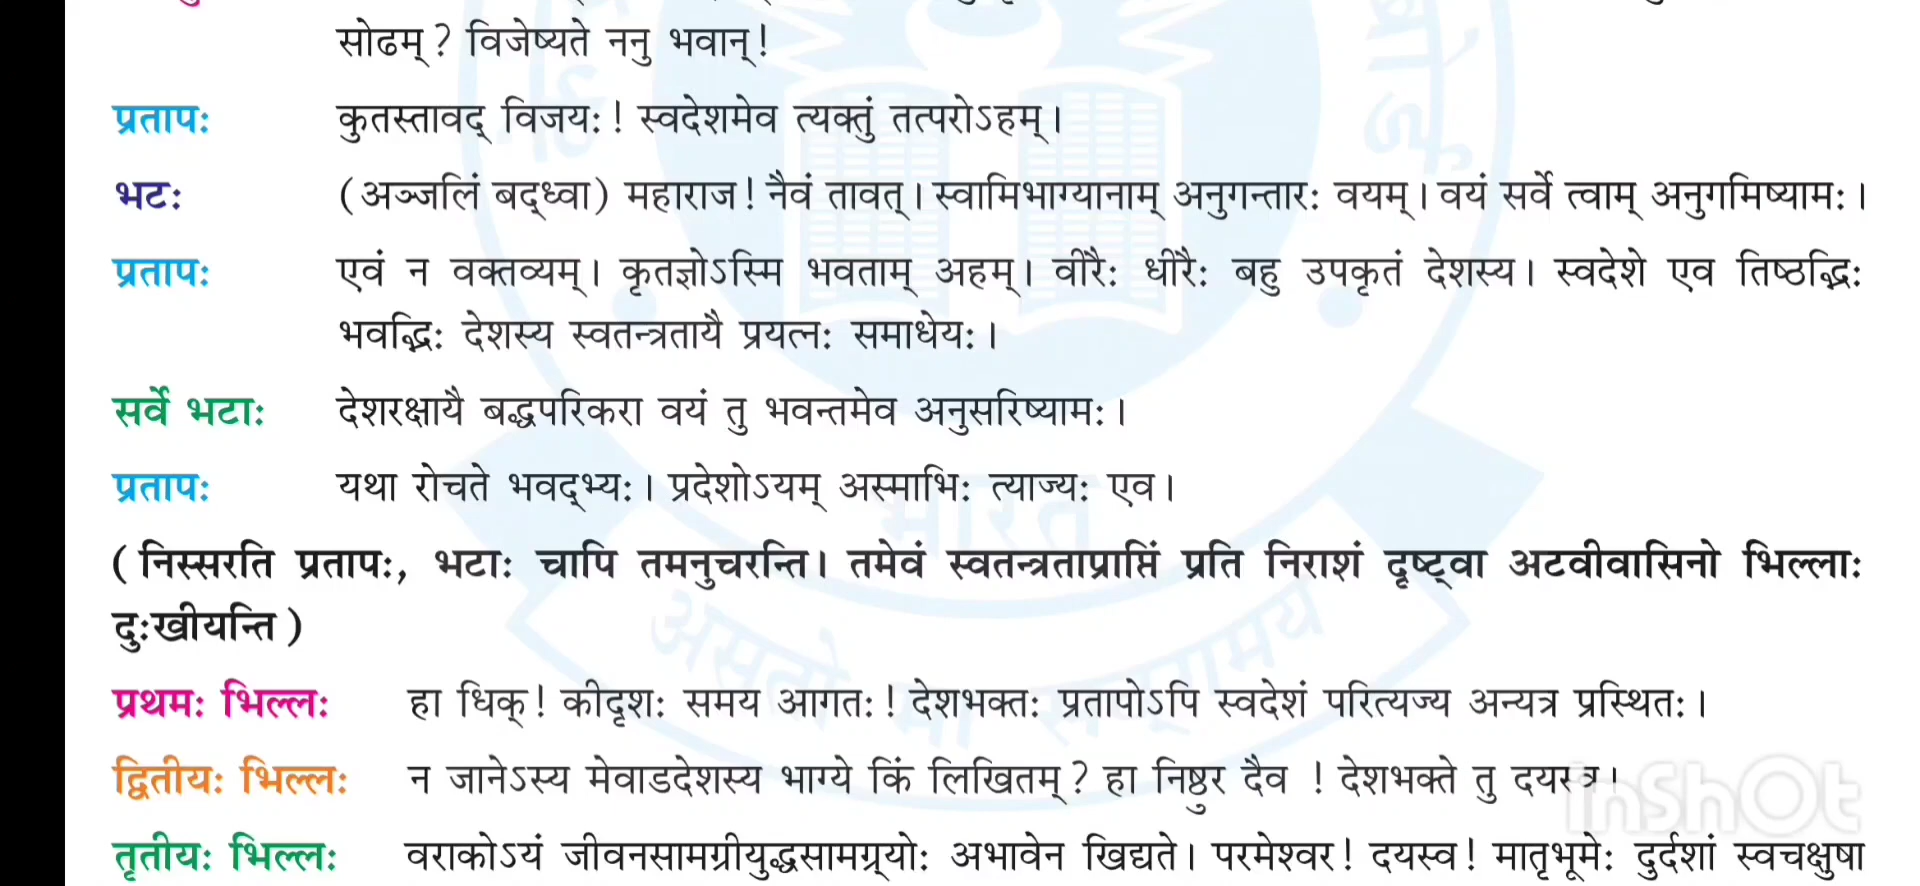 सोढम् ? विजेष्यते ननु भवान् !
प्रतापः कुतस्तावद् विजयः ! स्वदेशमेव त्यक्तुं तत्परोऽहम् ।
भटः (अञ्जलिं बद्ध्वा) महाराज ! नैवं तावत् । स्वामिभाग्यानाम् अनुगन्तारः वयम् । वयं सर्वे त्वाम् अनुगमिष्यामः ।
प्रतापः एवं न वक्तव्यम् । कृतज्ञोऽस्मि भवताम् अहम् । वीरैः धीरैः बहु उपकृतं देशस्य । स्वदेशे एव तिष्ठद्भिः
भवद्भिः देशस्य स्वतन्त्रतायै प्रयत्नः समाधेयः ।
सर्वे भटाः देशरक्षायै बद्धपरिकरा वयं तु भवन्तमेव अनुसरिष्यामः ।
प्रतापः यथा रोचते भवद्भ्यः । प्रदेशोऽयम् अस्माभिः त्याज्यः एव ।
(निस्सरति प्रतापः, भटाः चापि तमनुचरन्ति । तमेवं स्वतन्त्रताप्राप्तिं प्रति निराशं दृष्ट्वा अटवीवासिनो भिल्लाः
दुःखीयन्ति)
प्रथमः भिल्लः हा धिक् ! कीदृशः समय आगतः ! देशभक्तः प्रतापोऽपि स्वदेशं परित्यज्य अन्यत्र प्रस्थितः ।
द्वितीयः भिल्लः न जानेऽस्य मेवाडदेशस्य भाग्ये किं लिखितम् ? हा निष्ठुर दैव ! देशभक्ते तु दयस्व ।
तृतीयः भिल्लः वराकोऽयं जीवनसामग्रीयुद्धसामग्र्योः अभावेन खिद्यते । परमेश्वर ! दयस्व ! मातृभूमेः दुर्दशां स्वचक्षुषा
भारत
असतो मा सद्गमय
InShOt